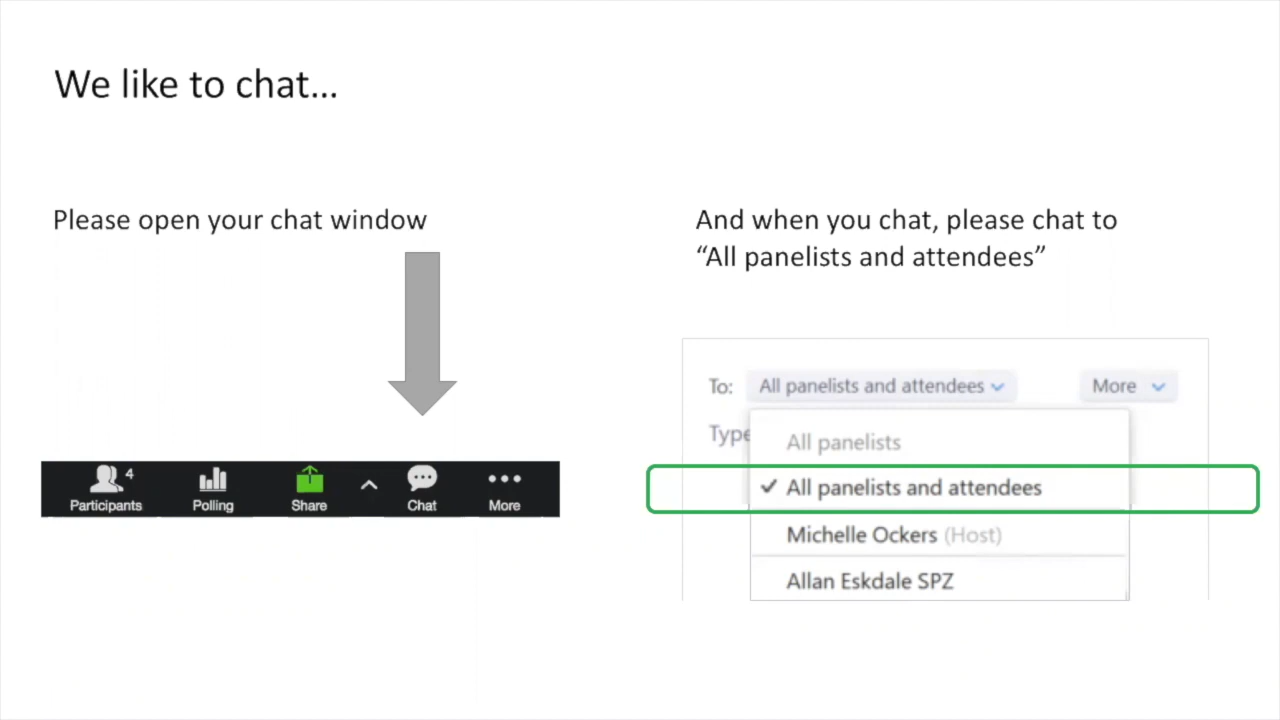 We like to chat...
Please open your chat window
4
Participants
Polling
Share
Chat
More
And when you chat, please chat to
“All panelists and attendees”
To: All panelists and attendees More
Type
All panelists
All panelists and attendees
Michelle Ockers (Host)
Allan Eskdale SPZ